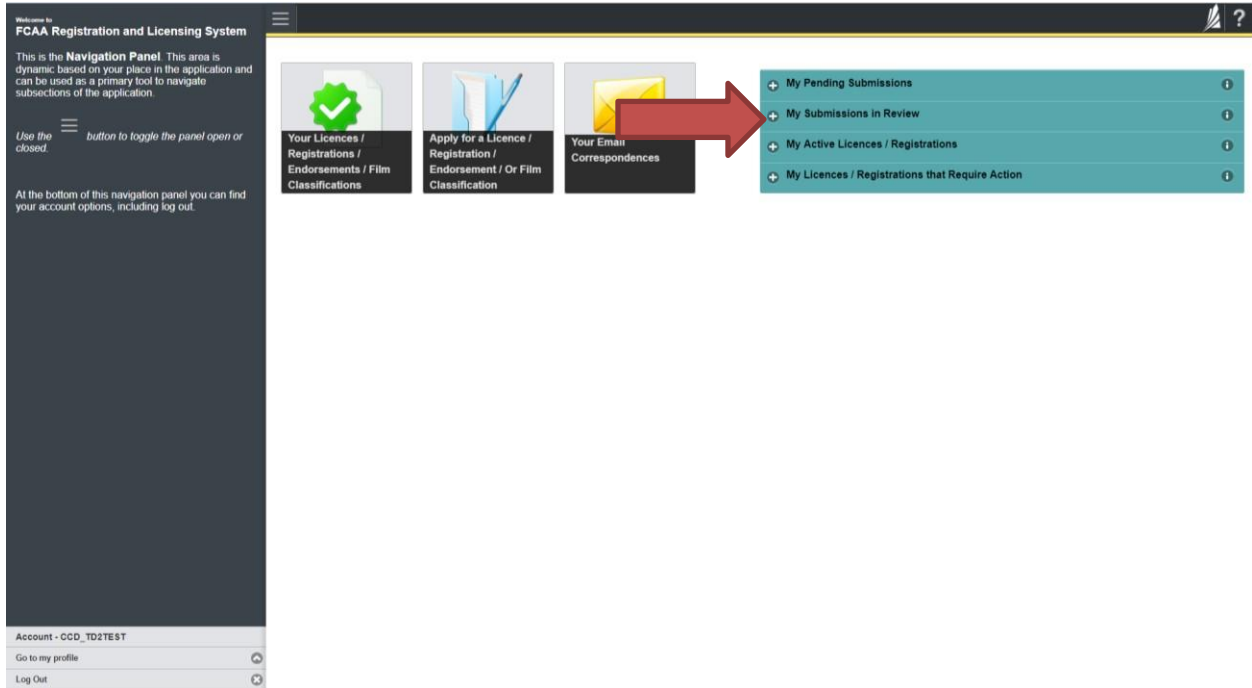 Welcome to
FCAA Registration and Licensing System
This is the Navigation Panel. This area is
dynamic based on your place in the application and
can be used as a primary tool to navigate
subsections of the application.
Use the button to toggle the panel open or
closed.
At the bottom of this navigation panel you can find
your account options, including log out.
?
Your Licences /
Registrations /
Endorsements / Film
Classifications
Apply for a Licence /
Registration /
Endorsement / Or Film
Classification
Your Email
Correspondences
My Pending Submissions
My Submissions in Review
My Active Licences / Registrations
My Licences / Registrations that Require Action
Account - CCD_TD2TEST
Go to my profile
Log Out